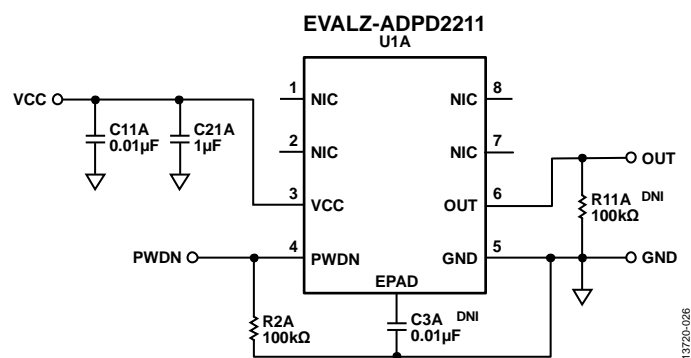 EVALZ-ADPD2211
U1A
1 NIC
NIC 8
VCC
C11A
0.01µF
C21A
1µF
2 NIC
NIC 7
3 VCC
OUT 6
OUT
R11A DNI
100kΩ
PWDN
4 PWDN
GND 5
GND
EPAD
R2A
100kΩ
C3A DNI
0.01µF
13720-026